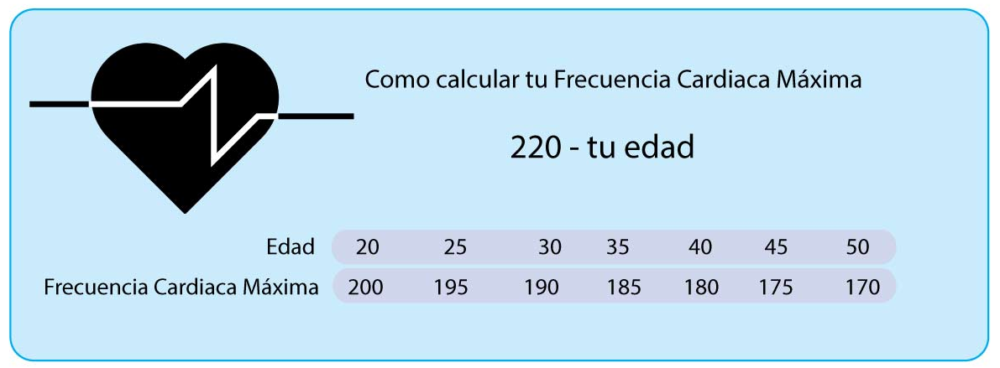 Como calcular tu Frecuencia Cardiaca Máxima
220 - tu edad
Edad 20 25 30 35 40 45 50
Frecuencia Cardiaca Máxima 200 195 190 185 180 175 170